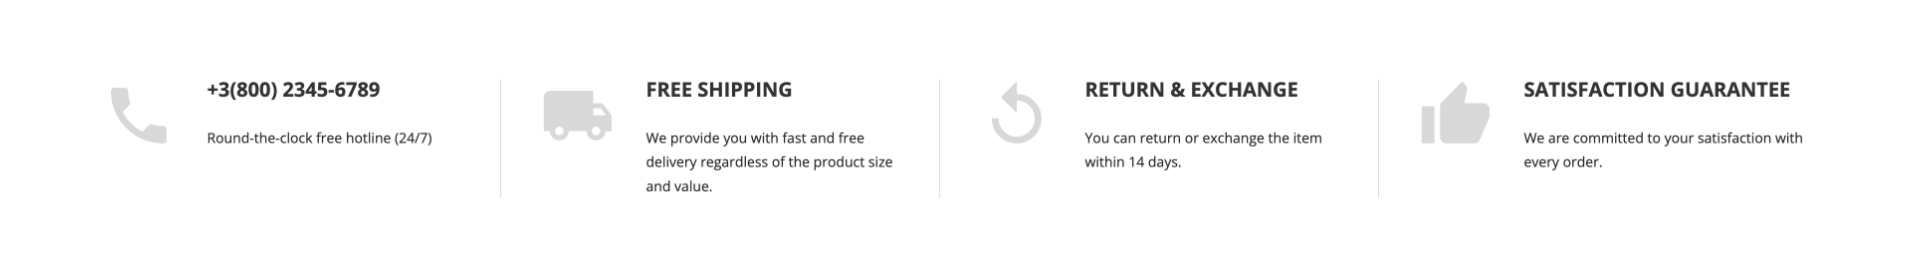 +3(800) 2345-6789
Round-the-clock free hotline (24/7)
FREE SHIPPING
We provide you with fast and free
delivery regardless of the product size
and value.
RETURN & EXCHANGE
You can return or exchange the item
within 14 days.
SATISFACTION GUARANTEE
We are committed to your satisfaction with
every order.